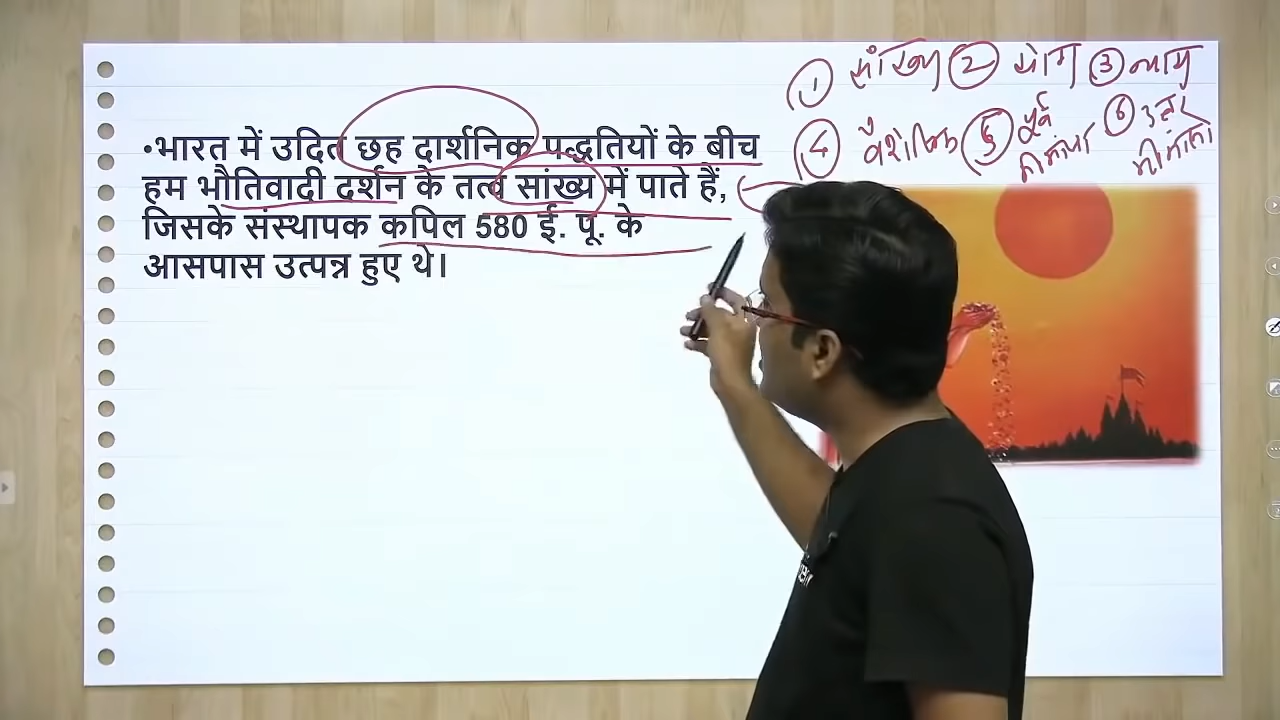 ① सांख्य ② योग ③ न्याय
④ वैशेषिक ⑤ पूर्व मीमांसा ⑥ उत्तर मीमांसा
•भारत में उदित छह दार्शनिक पद्धतियों के बीच
हम भौतिवादी दर्शन के तत्व सांख्य में पाते हैं,
जिसके संस्थापक कपिल 580 ई. पू. के
आसपास उत्पन्न हुए थे।